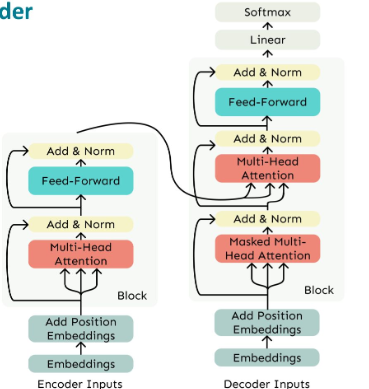 der
Softmax
Linear
Add & Norm
Feed-Forward
Add & Norm
Multi-Head
Attention
Add & Norm
Masked Multi-
Head Attention
Block
Add Position
Embeddings
Embeddings
Decoder Inputs
Add & Norm
Feed-Forward
Add & Norm
Multi-Head
Attention
Block
Add Position
Embeddings
Embeddings
Encoder Inputs